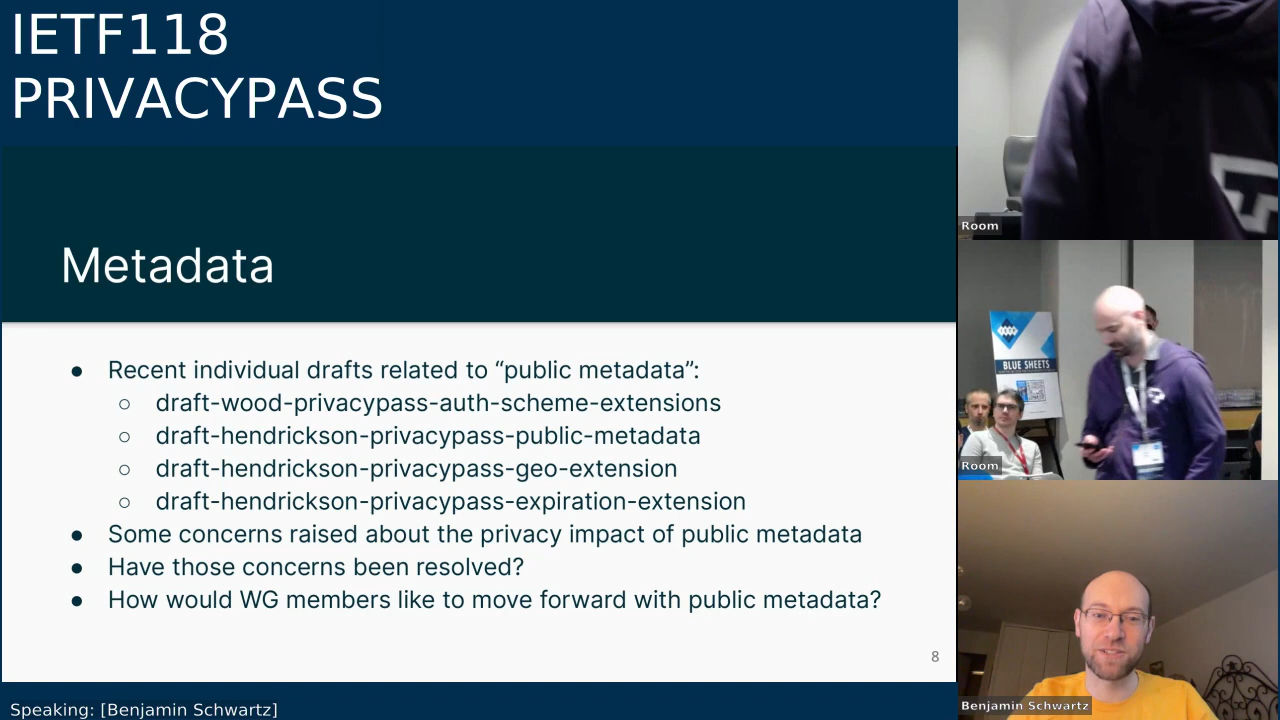 IETF118
PRIVACYPASS
Metadata
● Recent individual drafts related to “public metadata”:
○ draft-wood-privacypass-auth-scheme-extensions
○ draft-hendrickson-privacypass-public-metadata
○ draft-hendrickson-privacypass-geo-extension
○ draft-hendrickson-privacypass-expiration-extension
● Some concerns raised about the privacy impact of public metadata
● Have those concerns been resolved?
● How would WG members like to move forward with public metadata?
8
Speaking: [Benjamin Schwartz]
Room
BLUE SHEETS
Room
Benjamin Schwartz